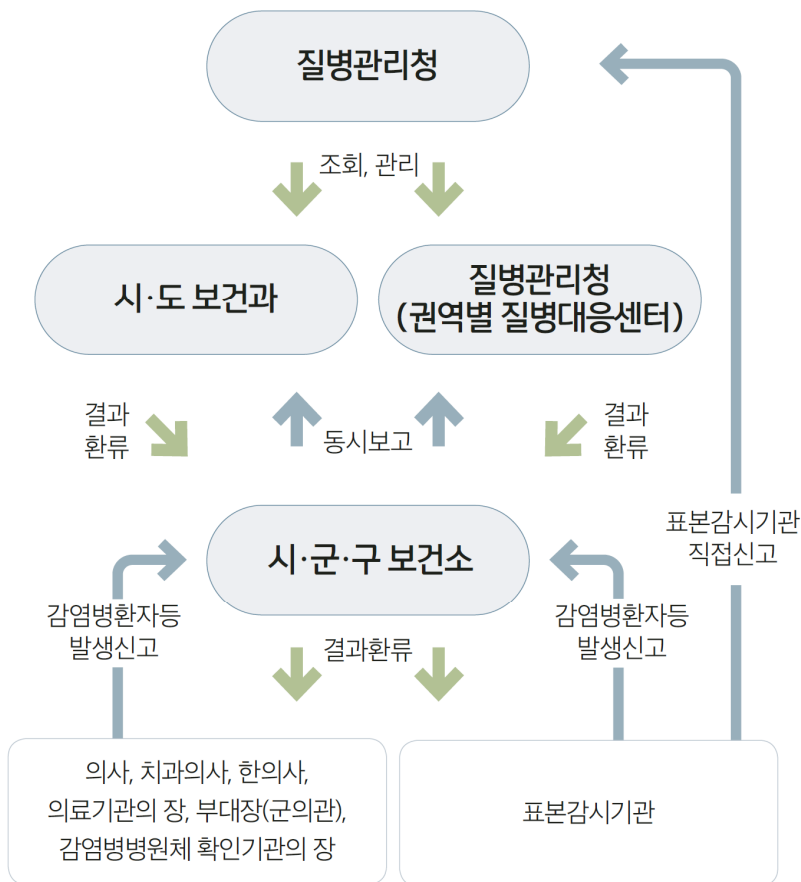 질병관리청
조회, 관리
시·도 보건과
질병관리청
(권역별 질병대응센터)
결과
환류
동시보고
결과
환류
표본감시기관
직접신고
시·군·구 보건소
감염병환자등
발생신고
결과환류
감염병환자등
발생신고
의사, 치과의사, 한의사,
의료기관의 장, 부대장(군의관),
감염병병원체 확인기관의 장
표본감시기관